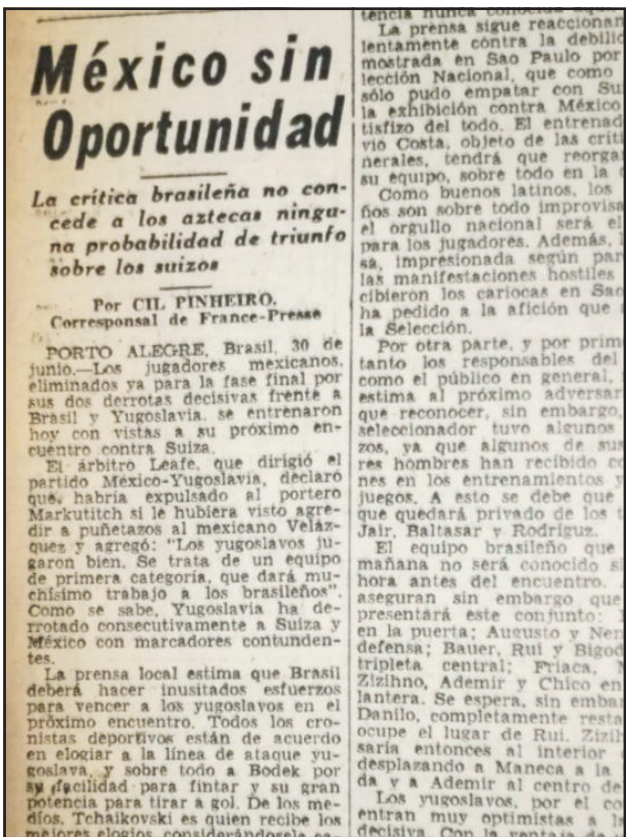 México sin
Oportunidad
La crítica brasileña no con-
cede a los aztecas ningu-
na probabilidad de triunfo
sobre los suizos
Por CIL PINHEIRO.
Corresponsal de France-Presse
PORTO ALEGRE, Brasil, 30 de
junio.—Los jugadores mexicanos,
eliminados ya para la fase final por
sus dos derrotas decisivas frente a
Brasil y Yugoslavia, se entrenaron
hoy con vistas a su próximo en-
cuentro contra Suiza.
El árbitro Leafe, que dirigió el
partido México-Yugoslavia, declaró
que, habría expulsado al portero
Markutitch si le hubiera visto agre-
dir a puñetazos al mexicano Veláz-
quez y agregó: "Los yugoslavos ju-
garon bien. Se trata de un equipo
de primera categoría, que dará mu-
chísimo trabajo a los brasileños".
Como se sabe, Yugoslavia ha de-
rrotado consecutivamente a Suiza y
México con marcadores contunden-
tes.
La prensa local estima que Brasil
deberá hacer inusitados esfuerzos
para vencer a los yugoslavos en el
próximo encuentro. Todos los cro-
nistas deportivos están de acuerdo
en elogiar a la línea de ataque yu-
goslava, y sobre todo a Bodek por
su facilidad para fintar y su gran
potencia para tirar a gol. De los me-
dios, Tchaikovski es quien recibe los
mejores elogios, considerándosele
tencia nunca conocida
La prensa sigue reaccionan
lentamente contra la debilid
mostrada en Sao Paulo por
lección Nacional, que como
sólo pudo empatar con Su
la exhibición contra México
tisfizo del todo. El entrenad
vio Costa, objeto de las criti
nerales, tendrá que reorga
su equipo, sobre todo en la
Como buenos latinos, los
ños son sobre todo improvisa
el orgullo nacional será el
para los jugadores. Además,
sa, impresionada según par
las manifestaciones hostiles
cibieron los cariocas en Sao
ha pedido a la afición que
la Selección.
Por otra parte, y por prim
tanto los responsables del
como el público en general,
estima al próximo adversar
que reconocer, sin embargo,
seleccionador tuvo algunos
zos, ya que algunos de sus
res hombres han recibido co
nes en los entrenamientos y
juegos. A esto se debe que
que quedará privado de los t
Jair, Baltasar y Rodríguz.
El equipo brasileño que
mañana no será conocido si
hora antes del encuentro.
aseguran sin embargo que
presentará este conjunto:
en la puerta; Augusto y Nen
defensa; Bauer, Rui y Bigod
tripleta central; Friaca, M
Zizihno, Ademir y Chico en
lantera. Se espera, sin embar
Danilo, completamente resta
ocupe el lugar de Rui. Zizih
saría entonces al interior
desplazando a Maneca a la
da y a Ademir al centro de
Los yugoslavos, por el co
entran muy optimistas a l
decisiva. Con la